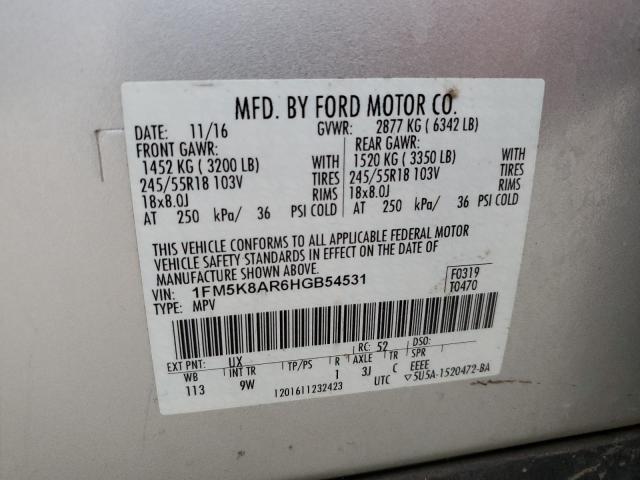 MFD. BY FORD MOTOR CO.
DATE: 11/16 GVWR: 2877 KG ( 6342 LB)
FRONT GAWR: REAR GAWR:
1452 KG ( 3200 LB) WITH 1520 KG ( 3350 LB) WITH
245/55R18 103V TIRES 245/55R18 103V TIRES
18x8.0J RIMS 18x8.0J RIMS
AT 250 kPa/ 36 PSI COLD AT 250 kPa/ 36 PSI COLD
THIS VEHICLE CONFORMS TO ALL APPLICABLE FEDERAL MOTOR
VEHICLE SAFETY STANDARDS IN EFFECT ON THE DATE OF
MANUFACTURE SHOWN ABOVE.
VIN: 1FM5K8AR6HGB54531 F0319
TYPE: MPV T0470
EXT PNT: UX RC: 52 DSO:
WB INT TR TP/PS R AXLE TR SPR
113 9W 1 3J C EEEE
1201611232423 UTC ▽5U5A-1520472-BA